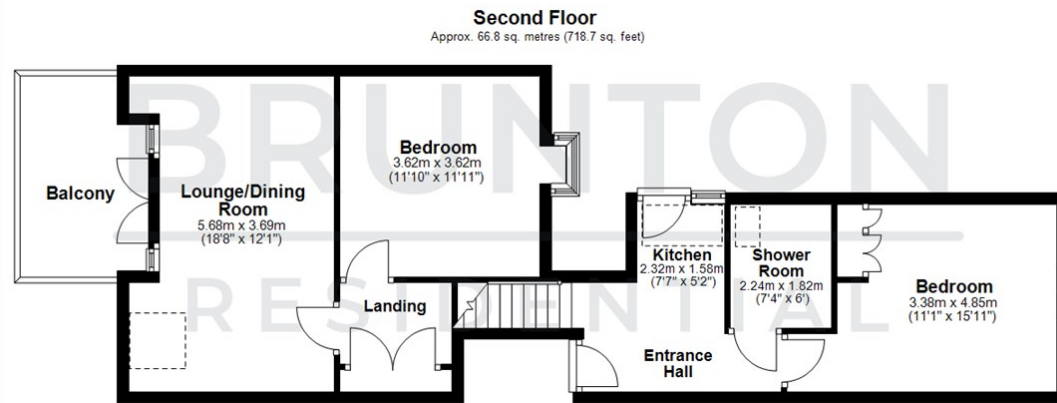 Second Floor
Approx. 66.8 sq. metres (718.7 sq. feet)
BRUNTON
RESIDENTIAL
Balcony
Lounge/Dining
Room
5.68m x 3.69m
(18'8" x 12'1")
Bedroom
3.62m x 3.62m
(11'10" x 11'11")
Landing
Kitchen
2.32m x 1.58m
(7'7" x 5'2")
Shower
Room
2.24m x 1.82m
(7'4" x 6')
Entrance
Hall
Bedroom
3.38m x 4.85m
(11'1" x 15'11")